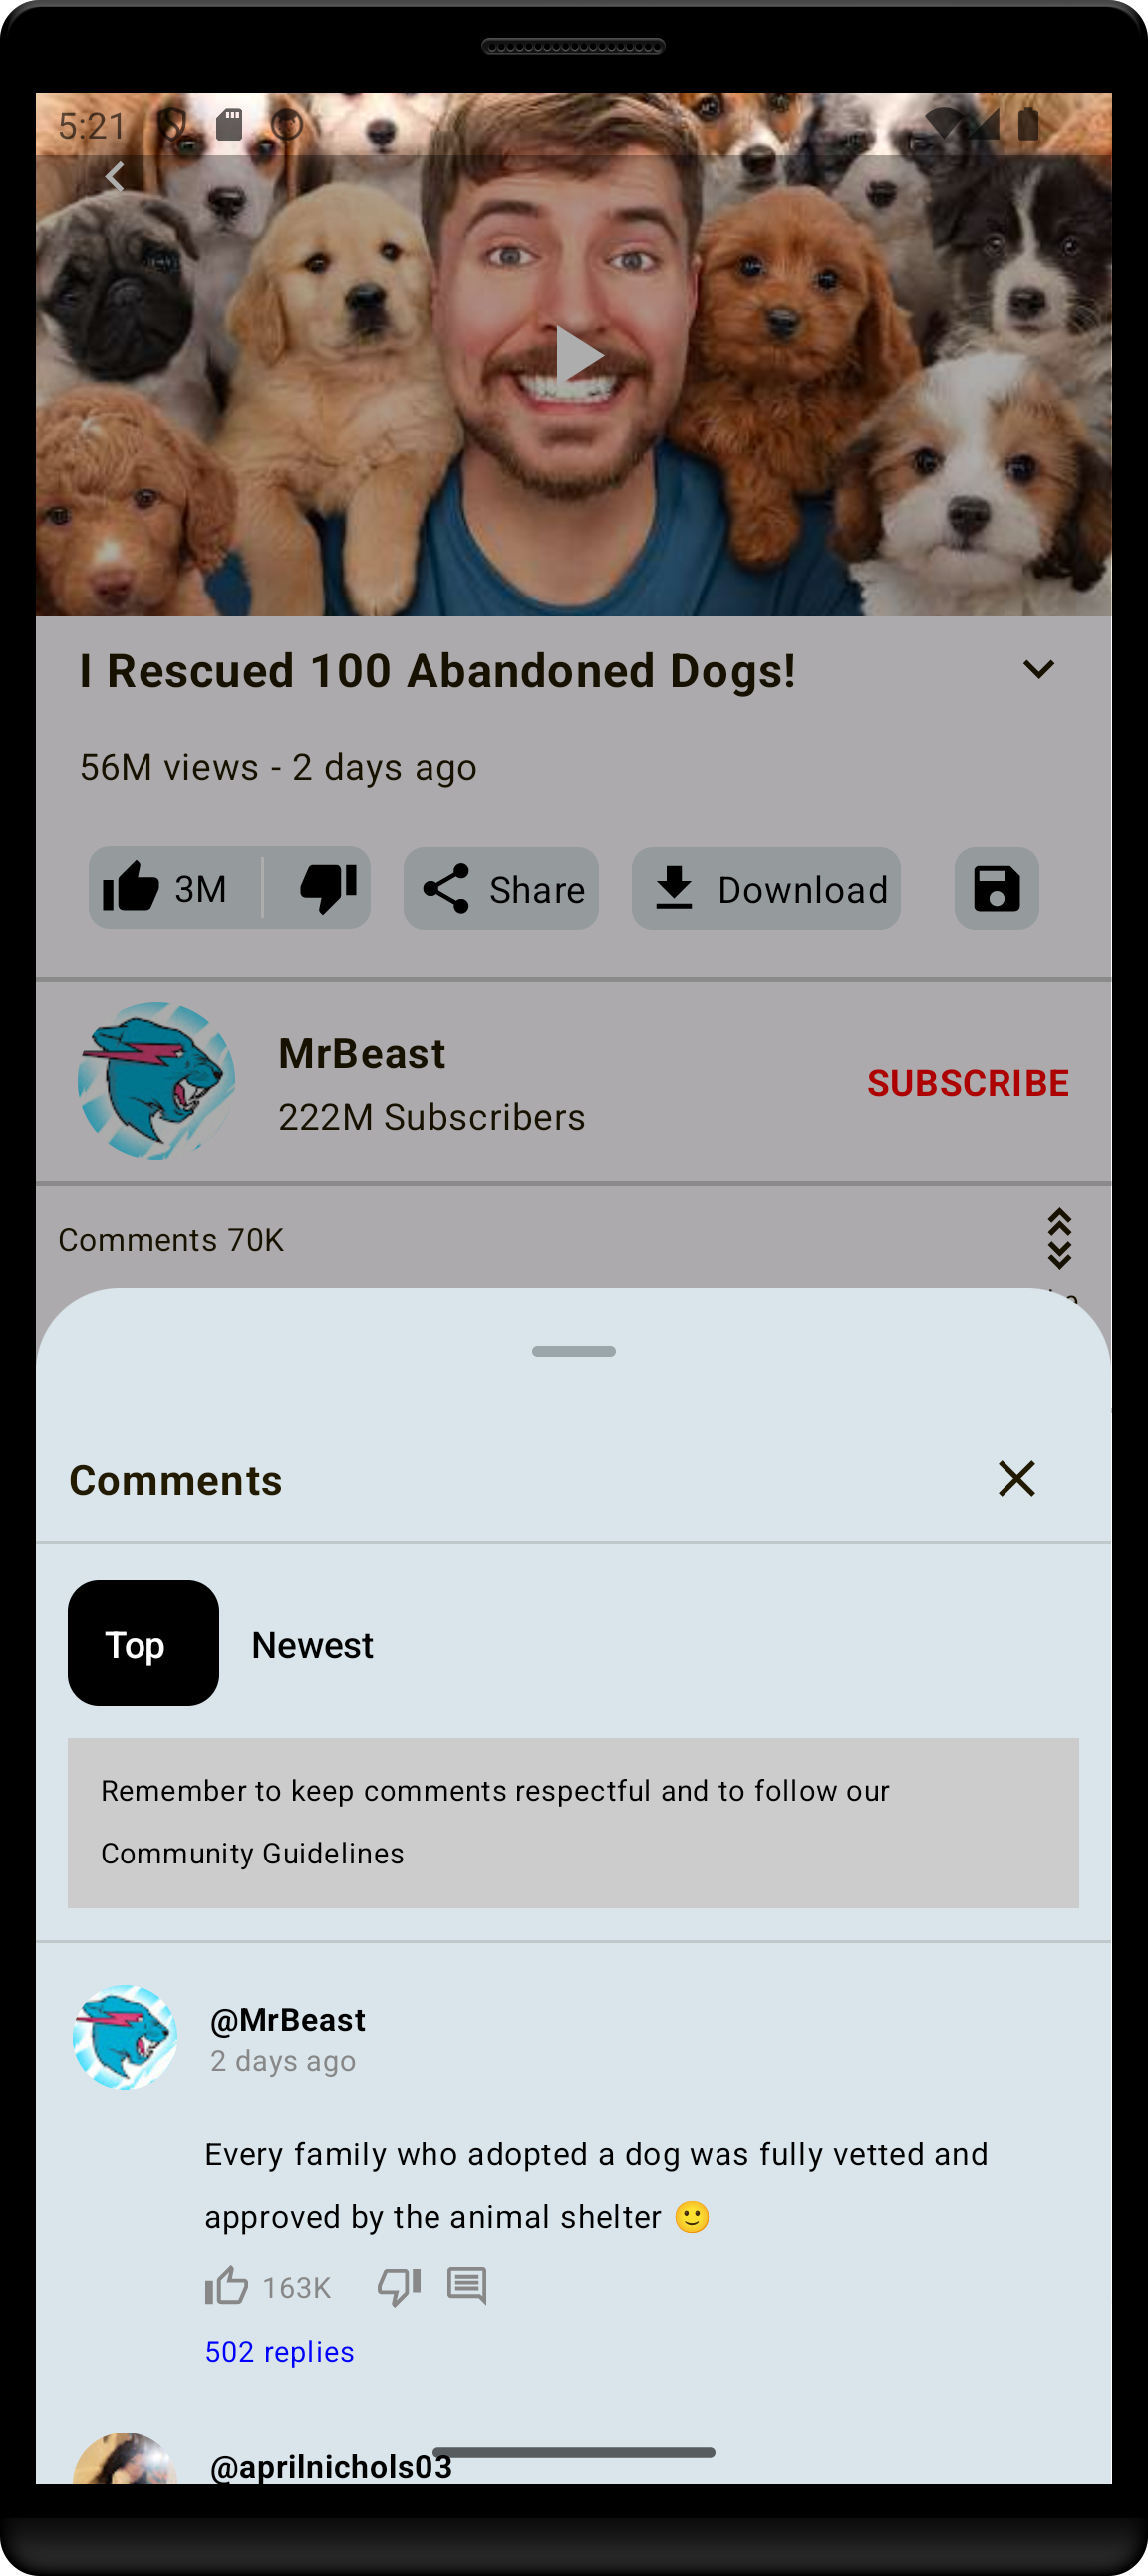 5:21
I Rescued 100 Abandoned Dogs!
56M views - 2 days ago
3M
Share
Download
MrBeast
222M Subscribers
SUBSCRIBE
Comments 70K
Comments
Top
Newest
Remember to keep comments respectful and to follow our
Community Guidelines
@MrBeast
2 days ago
Every family who adopted a dog was fully vetted and
approved by the animal shelter 🙂
163K
502 replies
@aprilnichols03